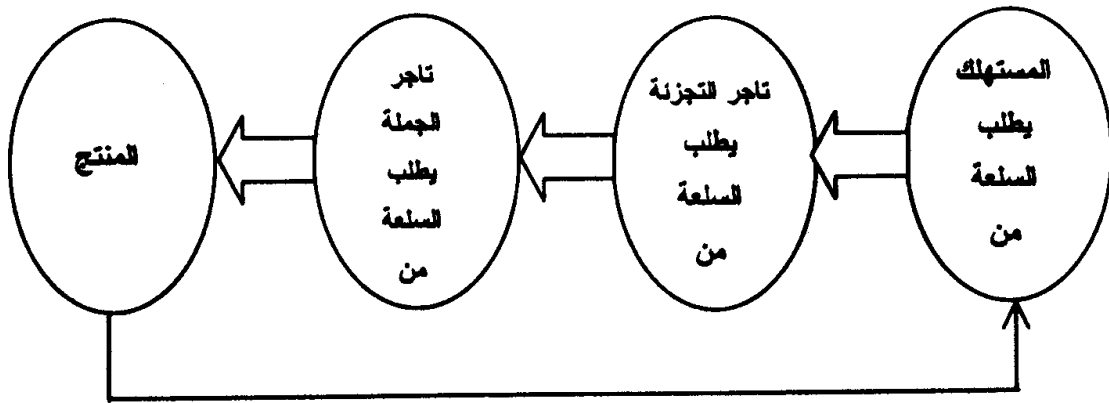 المستهلك
يطلب
السلعة
من
تاجر التجزئة
يطلب
السلعة
من
تاجر
الجملة
يطلب
السلعة
من
المنتج